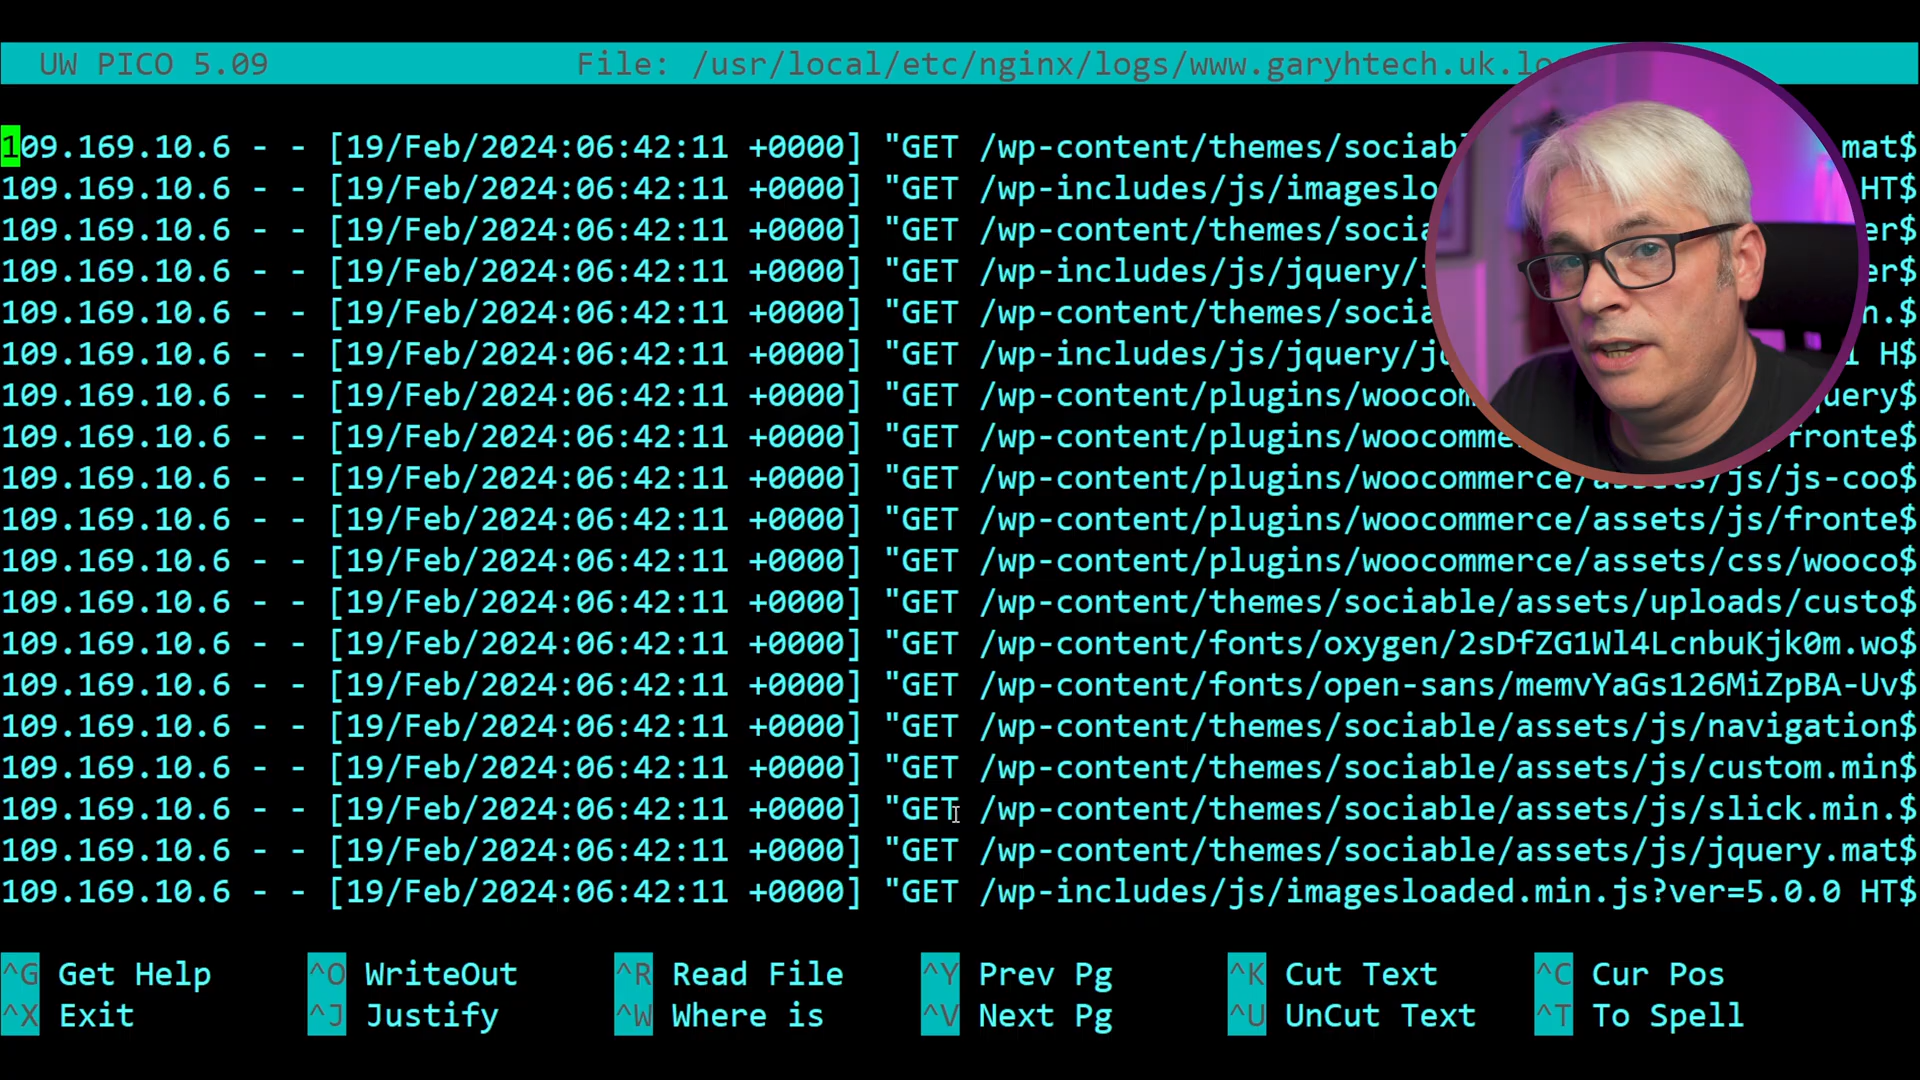 UW PICO 5.09 File: /usr/local/etc/nginx/logs/www.garyhtech.uk.lo
109.169.10.6 - - [19/Feb/2024:06:42:11 +0000] "GET /wp-content/themes/sociab .mat$
109.169.10.6 - - [19/Feb/2024:06:42:11 +0000] "GET /wp-includes/js/imageslo HT$
109.169.10.6 - - [19/Feb/2024:06:42:11 +0000] "GET /wp-content/themes/socia er$
109.169.10.6 - - [19/Feb/2024:06:42:11 +0000] "GET /wp-includes/js/jquery/j er$
109.169.10.6 - - [19/Feb/2024:06:42:11 +0000] "GET /wp-content/themes/socia n.$
109.169.10.6 - - [19/Feb/2024:06:42:11 +0000] "GET /wp-includes/js/jquery/jq 1 H$
109.169.10.6 - - [19/Feb/2024:06:42:11 +0000] "GET /wp-content/plugins/woocom query$
109.169.10.6 - - [19/Feb/2024:06:42:11 +0000] "GET /wp-content/plugins/woocomme fronte$
109.169.10.6 - - [19/Feb/2024:06:42:11 +0000] "GET /wp-content/plugins/woocommerce/assets/js/js-coo$
109.169.10.6 - - [19/Feb/2024:06:42:11 +0000] "GET /wp-content/plugins/woocommerce/assets/js/fronte$
109.169.10.6 - - [19/Feb/2024:06:42:11 +0000] "GET /wp-content/plugins/woocommerce/assets/css/wooco$
109.169.10.6 - - [19/Feb/2024:06:42:11 +0000] "GET /wp-content/themes/sociable/assets/uploads/custo$
109.169.10.6 - - [19/Feb/2024:06:42:11 +0000] "GET /wp-content/fonts/oxygen/2sDfZG1Wl4LcnbuKjk0m.wo$
109.169.10.6 - - [19/Feb/2024:06:42:11 +0000] "GET /wp-content/fonts/open-sans/memvYaGs126MiZpBA-Uv$
109.169.10.6 - - [19/Feb/2024:06:42:11 +0000] "GET /wp-content/themes/sociable/assets/js/navigation$
109.169.10.6 - - [19/Feb/2024:06:42:11 +0000] "GET /wp-content/themes/sociable/assets/js/custom.min$
109.169.10.6 - - [19/Feb/2024:06:42:11 +0000] "GET /wp-content/themes/sociable/assets/js/slick.min.$
109.169.10.6 - - [19/Feb/2024:06:42:11 +0000] "GET /wp-content/themes/sociable/assets/js/jquery.mat$
109.169.10.6 - - [19/Feb/2024:06:42:11 +0000] "GET /wp-includes/js/imagesloaded.min.js?ver=5.0.0 HT$
^G Get Help ^O WriteOut ^R Read File ^Y Prev Pg ^K Cut Text ^C Cur Pos
^X Exit ^J Justify ^W Where is ^V Next Pg ^U UnCut Text ^T To Spell